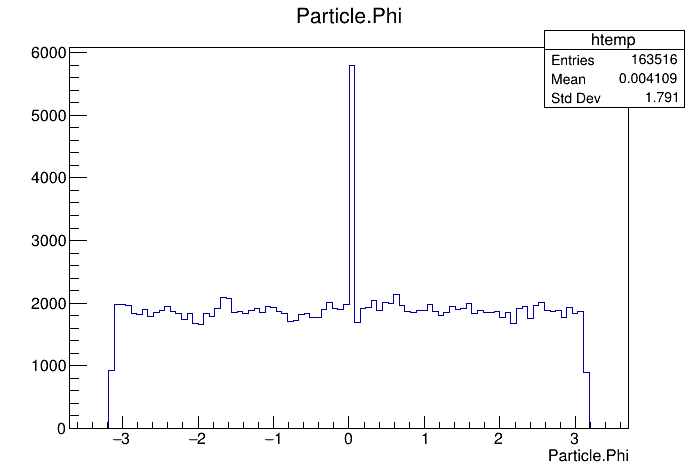 Particle.Phi
htemp
Entries 163516
Mean 0.004109
Std Dev 1.791
6000
5000
4000
3000
2000
1000
0
−3 −2 −1 0 1 2 3
Particle.Phi